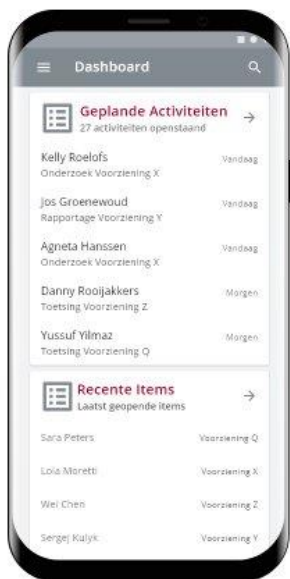 Dashboard
Geplande Activiteiten
27 activiteiten openstaand
Kelly Roelofs Vandaag
Onderzoek Voorziening X
Jos Groenewoud Vandaag
Rapportage Voorziening Y
Agneta Hanssen Vandaag
Onderzoek Voorziening X
Danny Rooijakkers Morgen
Toetsing Voorziening Z
Yussuf Yilmaz Morgen
Toetsing Voorziening Q
Recente Items
Laatst geopende items
Sara Peters Voorziening Q
Lola Moretti Voorziening X
Wei Chen Voorziening Z
Sergej Kulyk Voorziening Y